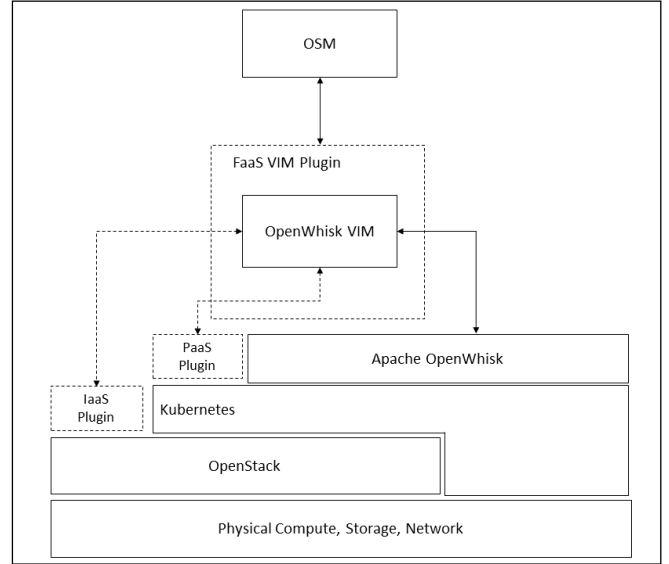 OSM
FaaS VIM Plugin
OpenWhisk VIM
PaaS
Plugin
Apache OpenWhisk
IaaS
Plugin
Kubernetes
OpenStack
Physical Compute, Storage, Network